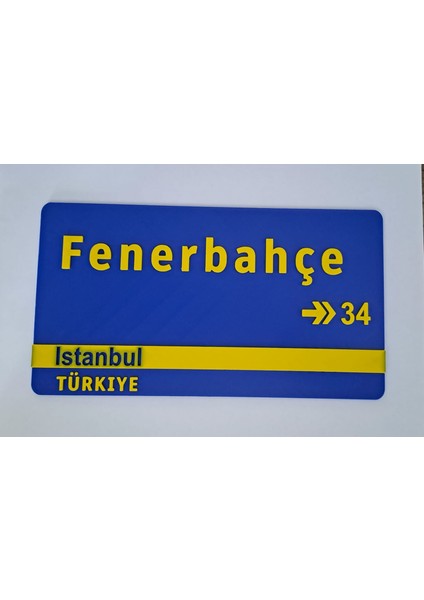 Fenerbahçe
34
Istanbul
TÜRKIYE